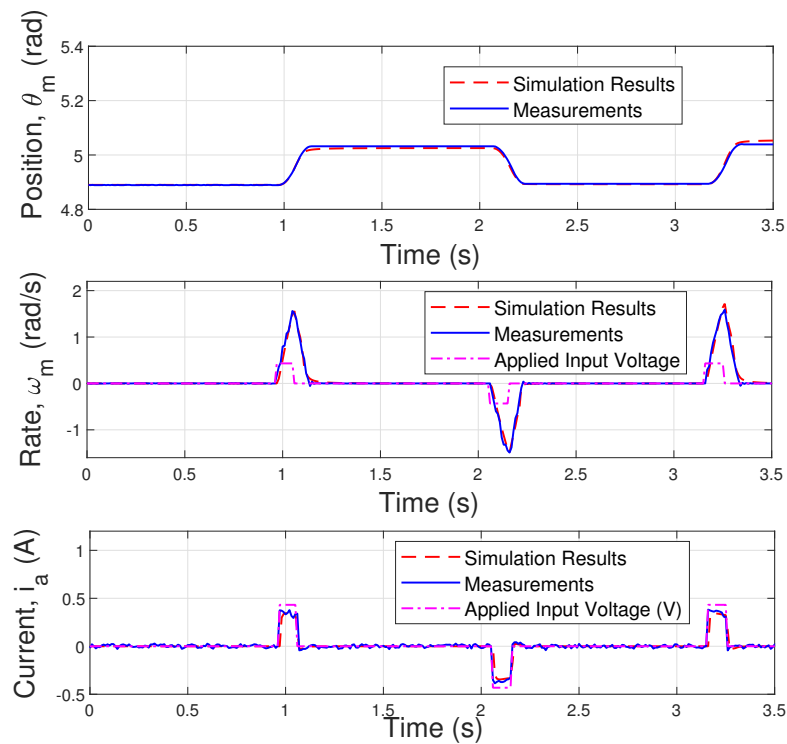 5.4
5.2
5
4.8
Position, θ_m (rad)
Simulation Results
Measurements
0 0.5 1 1.5 2 2.5 3 3.5
Time (s)
2
1
0
-1
Rate, ω_m (rad/s)
Simulation Results
Measurements
Applied Input Voltage
0 0.5 1 1.5 2 2.5 3 3.5
Time (s)
1
0.5
0
-0.5
Current, i_a (A)
Simulation Results
Measurements
Applied Input Voltage (V)
0 0.5 1 1.5 2 2.5 3 3.5
Time (s)